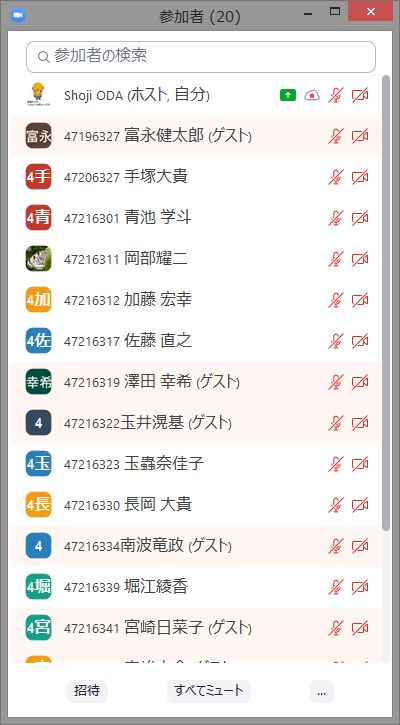 参加者 (20)
参加者の検索
Shoji ODA (ホスト, 自分)
富永 47196327 富永健太郎 (ゲスト)
4手 47206327 手塚大貴
4青 47216301 青池 学斗
47216311 岡部耀二
4加 47216312 加藤 宏幸
4佐 47216317 佐藤 直之
幸希 47216319 澤田 幸希 (ゲスト)
4 47216322玉井滉基 (ゲスト)
4玉 47216323 玉蟲奈佳子
4長 47216330 長岡 大貴
4 47216334南波竜政 (ゲスト)
4堀 47216339 堀江綾香
4宮 47216341 宮崎日菜子 (ゲスト)
招待 すべてミュート ...